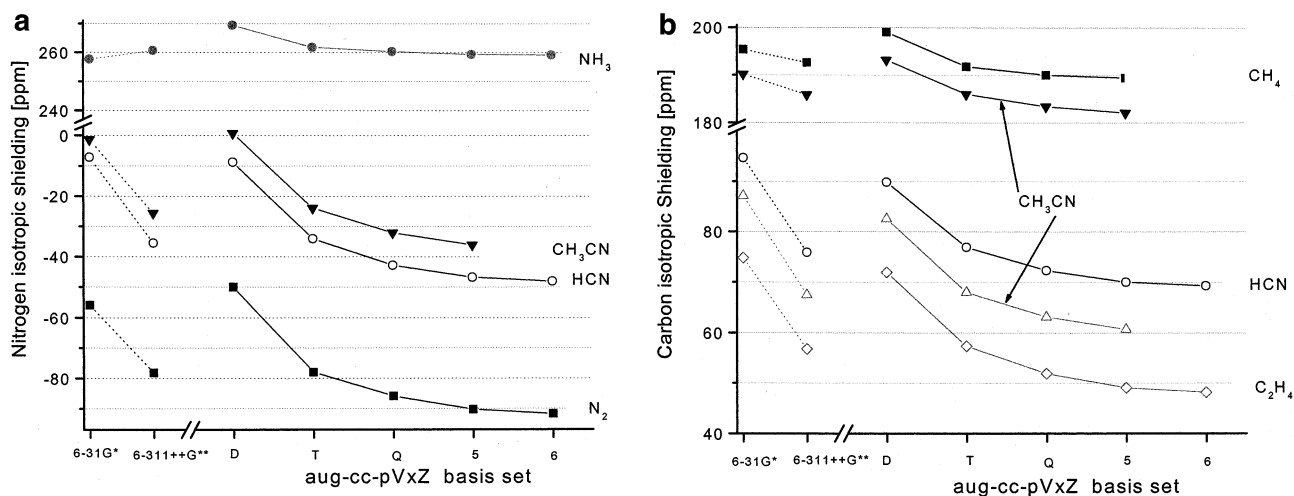 a
Nitrogen isotropic shielding [ppm]
260
240
0
-20
-40
-60
-80
NH₃
CH₃CN
HCN
N₂
6-31G* 6-311++G** D T Q 5 6
aug-cc-pVxZ basis set
b
Carbon isotropic Shielding [ppm]
200
180
80
60
40
CH₄
CH₃CN
HCN
C₂H₄
6-31G* 6-311++G** D T Q 5 6
aug-cc-pVxZ basis set